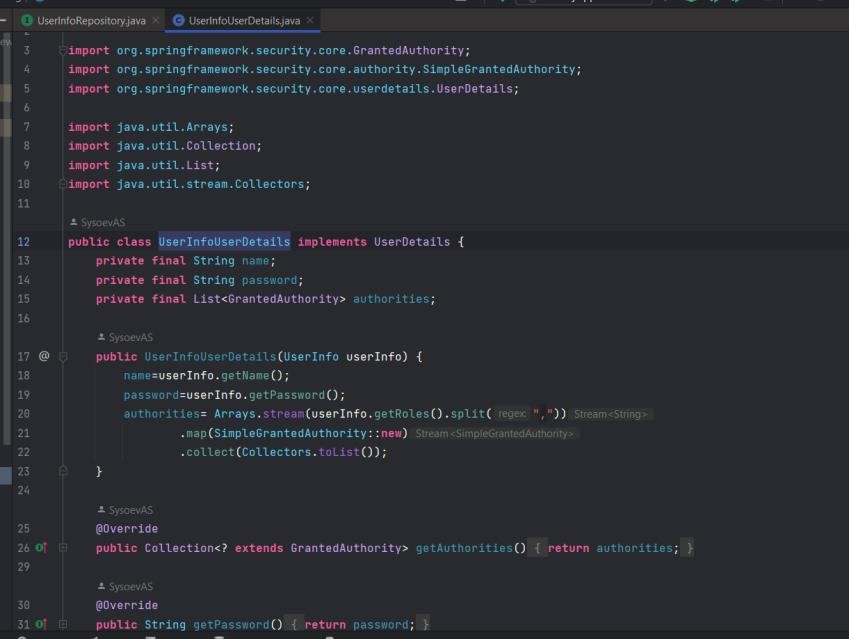 UserInfoRepository.java × UserInfoUserDetails.java ×
3 import org.springframework.security.core.GrantedAuthority;
4 import org.springframework.security.core.authority.SimpleGrantedAuthority;
5 import org.springframework.security.core.userdetails.UserDetails;
6
7 import java.util.Arrays;
8 import java.util.Collection;
9 import java.util.List;
10 import java.util.stream.Collectors;
11
SysoevAS
12 public class UserInfoUserDetails implements UserDetails {
13 private final String name;
14 private final String password;
15 private final List<GrantedAuthority> authorities;
16
SysoevAS
17 @ public UserInfoUserDetails(UserInfo userInfo) {
18 name=userInfo.getName();
19 password=userInfo.getPassword();
20 authorities= Arrays.stream(userInfo.getRoles().split( regex: ",")) Stream<String>
21 .map(SimpleGrantedAuthority::new) Stream<SimpleGrantedAuthority>
22 .collect(Collectors.toList());
23 }
24
SysoevAS
25 @Override
26 public Collection<? extends GrantedAuthority> getAuthorities() { return authorities; }
29
SysoevAS
30 @Override
31 public String getPassword() { return password; }